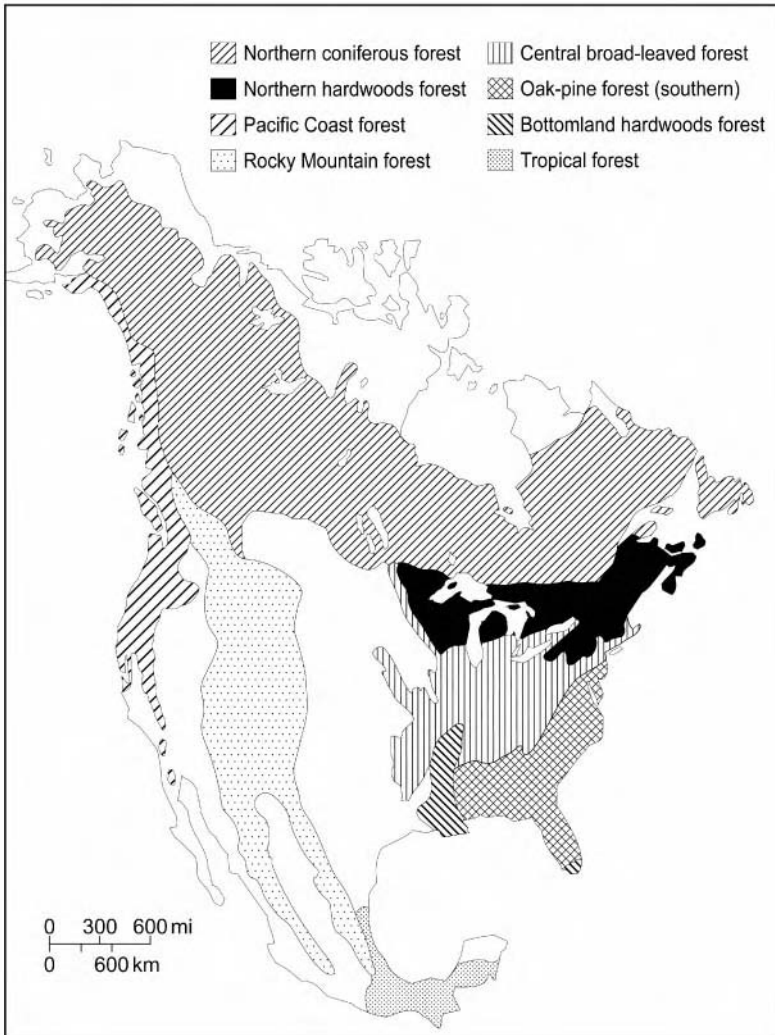 Northern coniferous forest
Northern hardwoods forest
Pacific Coast forest
Rocky Mountain forest
Central broad-leaved forest
Oak-pine forest (southern)
Bottomland hardwoods forest
Tropical forest
0 300 600 mi
0 600 km